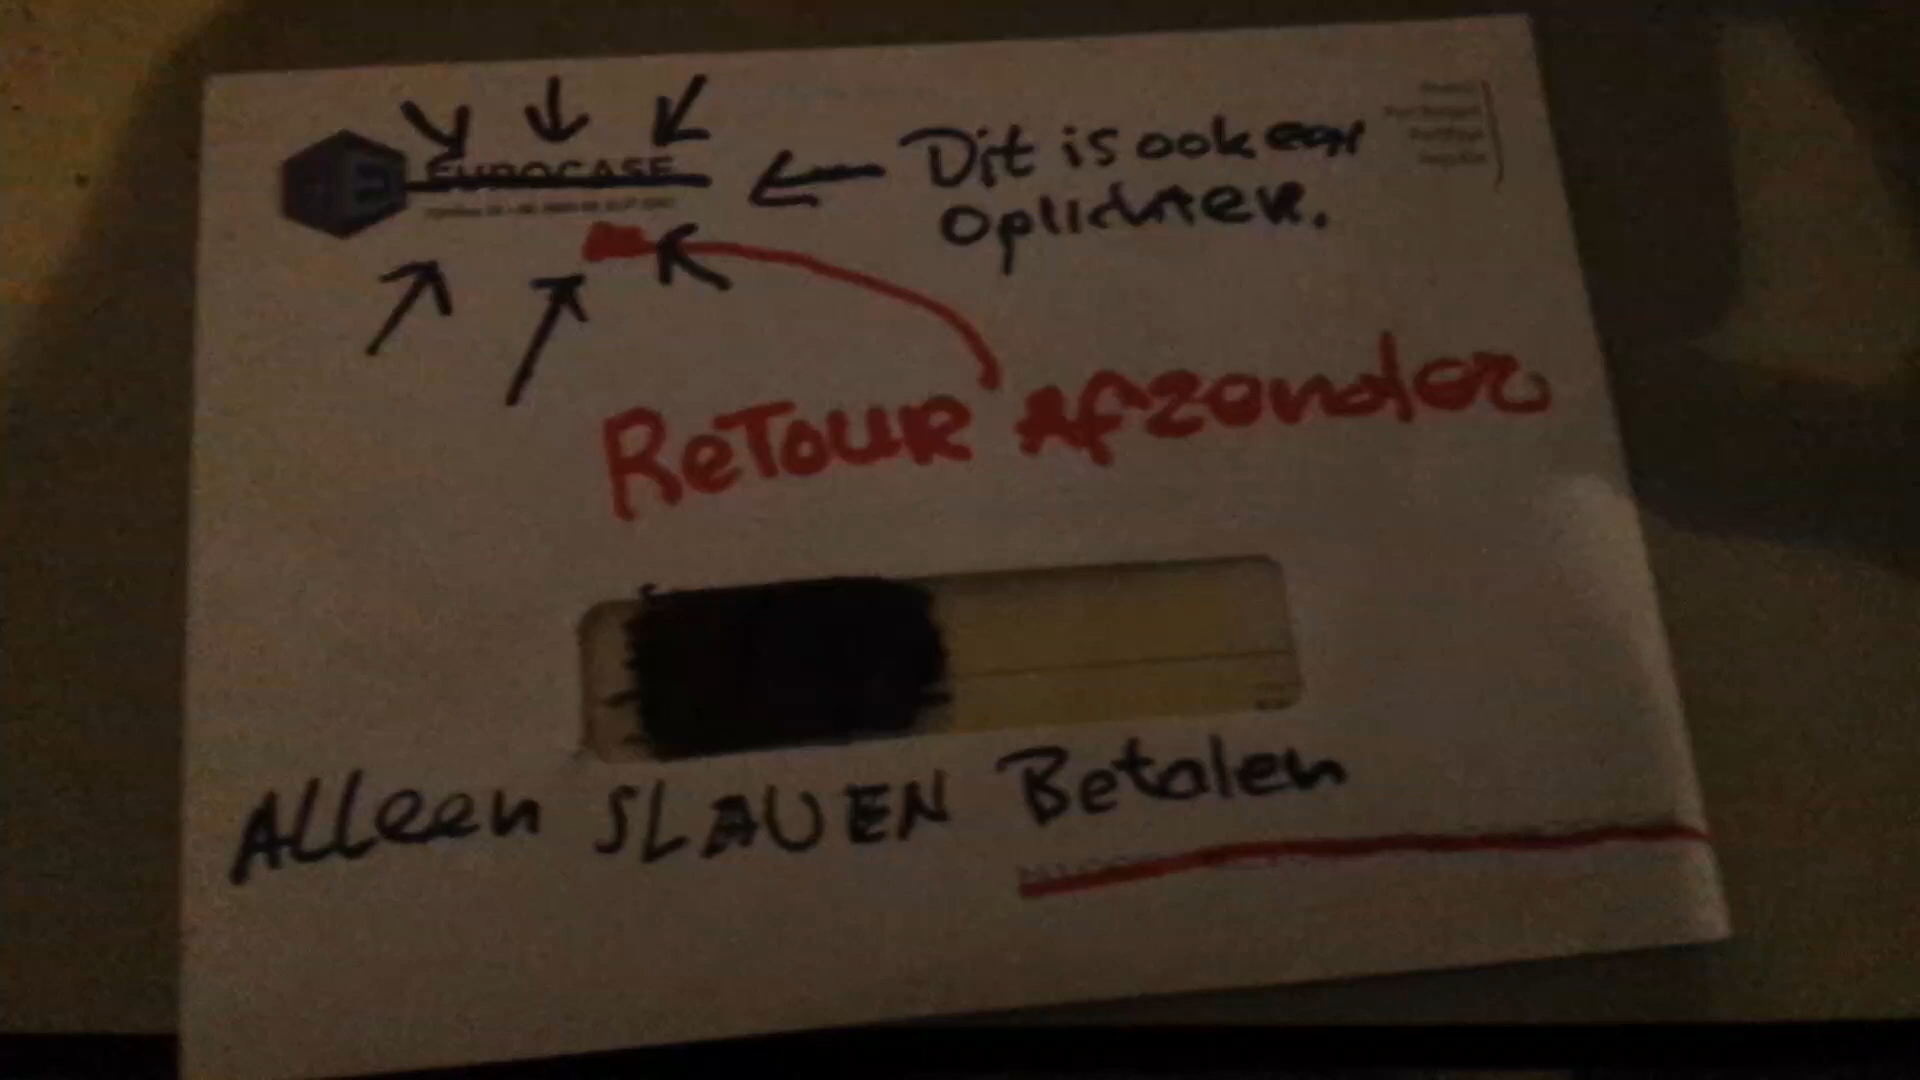 EUROCASE
Dit is ook een
oplichter.
ReTouR Afzender
Alleen SLAVEN Betalen